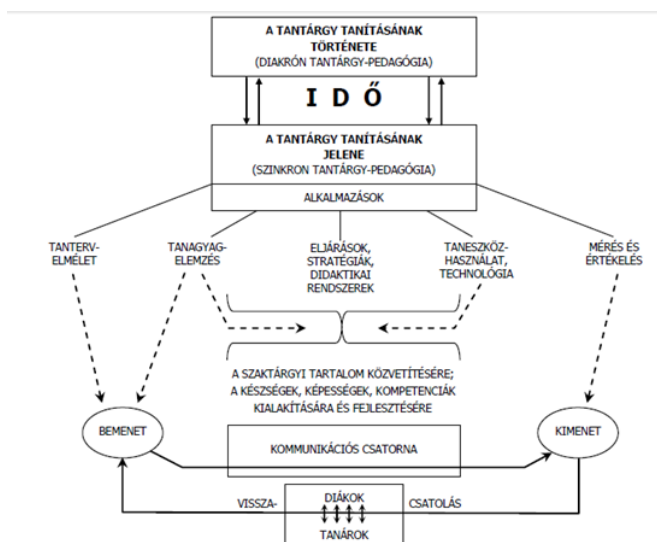 A TANTÁRGY TANÍTÁSÁNAK
TÖRTÉNETE
(DIAKRÓN TANTÁRGY-PEDAGÓGIA)
I D Ő
A TANTÁRGY TANÍTÁSÁNAK
JELENE
(SZINKRON TANTÁRGY-PEDAGÓGIA)
ALKALMAZÁSOK
TANTERV-
ELMÉLET
TANAGYAG-
ELEMZÉS
ELJÁRÁSOK,
STRATÉGIÁK,
DIDAKTIKAI
RENDSZEREK
TANESZKÖZ-
HASZNÁLAT,
TECHNOLÓGIA
MÉRÉS ÉS
ÉRTÉKELÉS
A SZAKTÁRGYI TARTALOM KÖZVETÍTÉSÉRE;
A KÉSZSÉGEK, KÉPESSÉGEK, KOMPETENCIÁK
KIALAKÍTÁSÁRA ÉS FEJLESZTÉSÉRE
BEMENET
KOMMUNIKÁCIÓS CSATORNA
KIMENET
VISSZA-
DIÁKOK
CSATOLÁS
TANÁROK